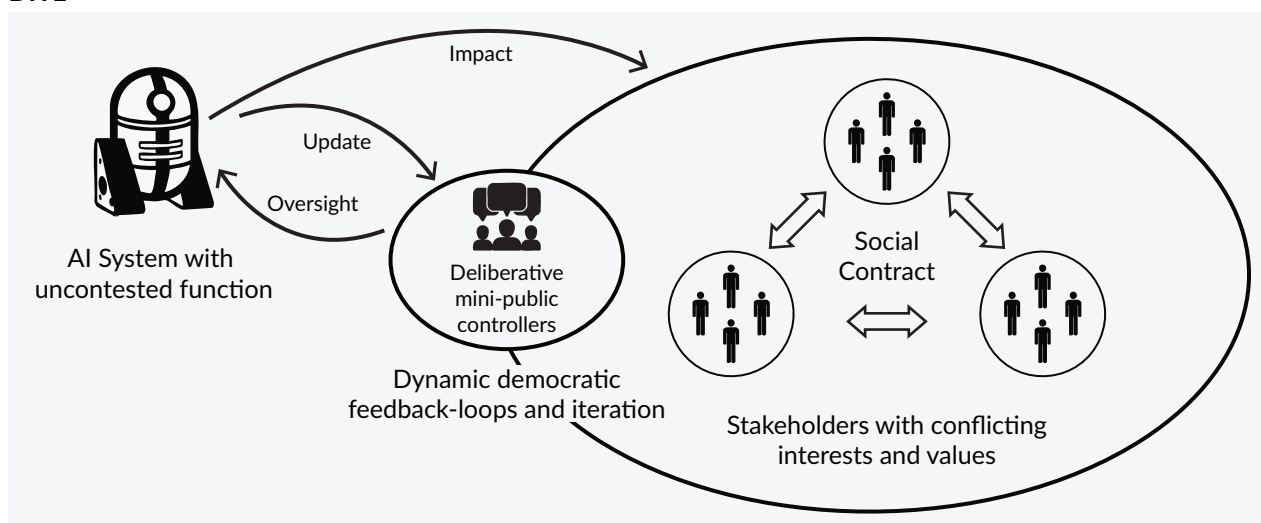 Impact
Update
Oversight
AI System with
uncontested function
Deliberative
mini-public
controllers
Dynamic democratic
feedback-loops and iteration
Social
Contract
Stakeholders with conflicting
interests and values